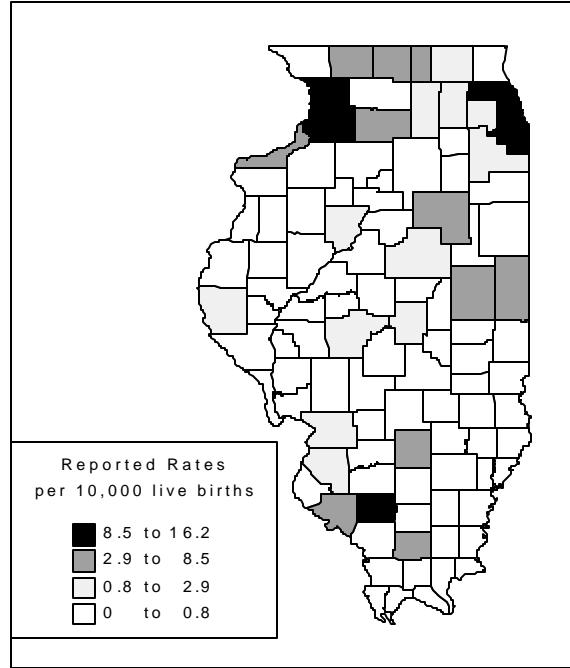 Reported Rates
per 10,000 live births
8.5 to 16.2
2.9 to 8.5
0.8 to 2.9
0 to 0.8